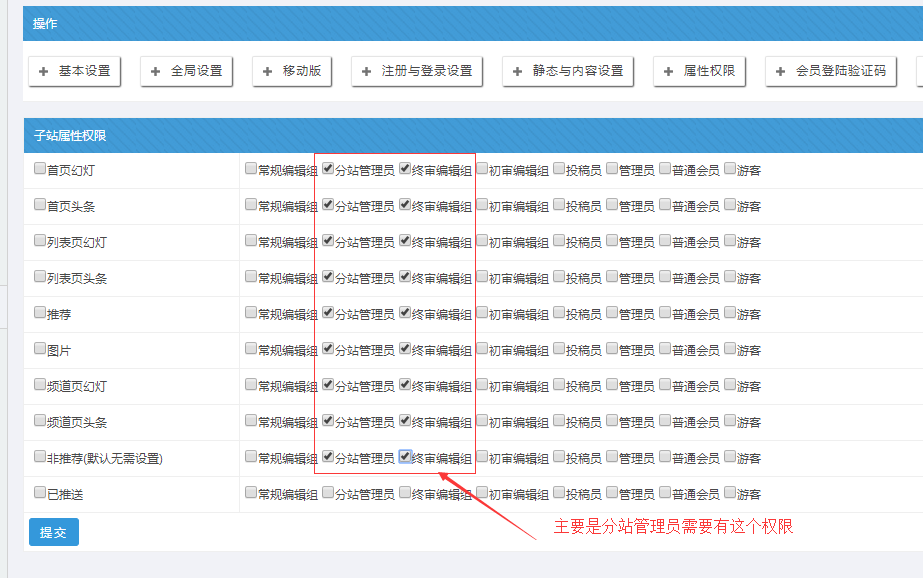 操作
基本设置 全局设置 移动版 注册与登录设置 静态与内容设置 属性权限 会员登陆验证码
子站属性权限
首页幻灯 常规编辑组 分站管理员 终审编辑组 初审编辑组 投稿员 管理员 普通会员 游客
首页头条 常规编辑组 分站管理员 终审编辑组 初审编辑组 投稿员 管理员 普通会员 游客
列表页幻灯 常规编辑组 分站管理员 终审编辑组 初审编辑组 投稿员 管理员 普通会员 游客
列表页头条 常规编辑组 分站管理员 终审编辑组 初审编辑组 投稿员 管理员 普通会员 游客
推荐 常规编辑组 分站管理员 终审编辑组 初审编辑组 投稿员 管理员 普通会员 游客
图片 常规编辑组 分站管理员 终审编辑组 初审编辑组 投稿员 管理员 普通会员 游客
频道页幻灯 常规编辑组 分站管理员 终审编辑组 初审编辑组 投稿员 管理员 普通会员 游客
频道页头条 常规编辑组 分站管理员 终审编辑组 初审编辑组 投稿员 管理员 普通会员 游客
非推荐(默认无需设置) 常规编辑组 分站管理员 终审编辑组 初审编辑组 投稿员 管理员 普通会员 游客
已推送 常规编辑组 分站管理员 终审编辑组 初审编辑组 投稿员 管理员 普通会员 游客
提交
主要是分站管理员需要有这个权限